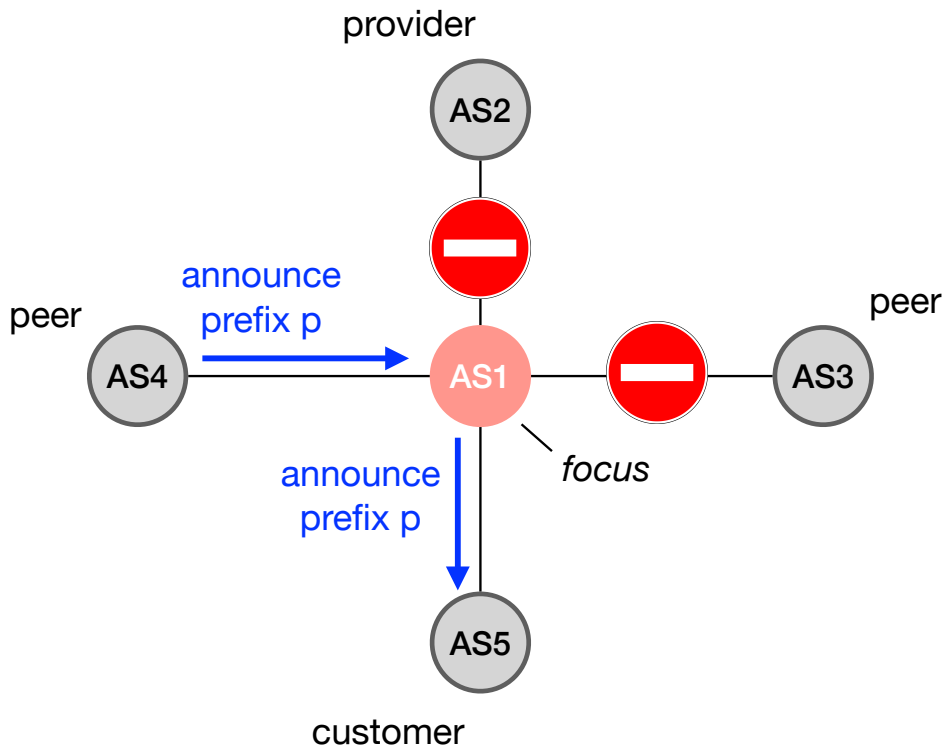 provider
AS2
announce
prefix p
peer
peer
AS4
AS1
AS3
focus
announce
prefix p
AS5
customer